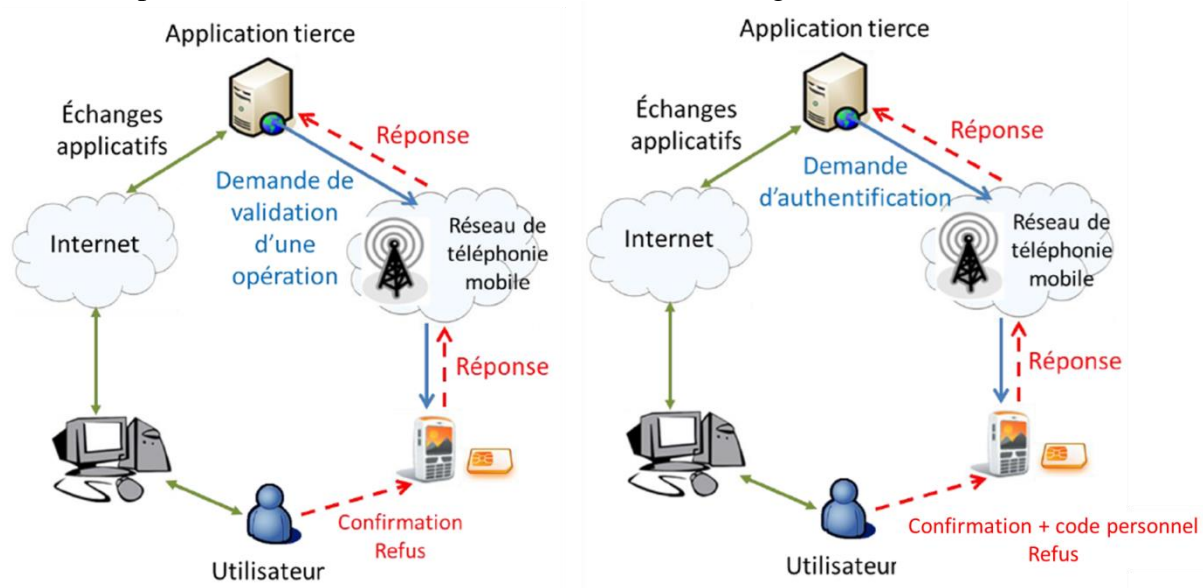 Application tierce
Échanges
applicatifs
Réponse
Demande de
validation
d'une
opération
Internet
Réseau de
téléphonie
mobile
Réponse
Confirmation
Refus
Utilisateur
Application tierce
Échanges
applicatifs
Réponse
Demande
d'authentification
Internet
Réseau de
téléphonie
mobile
Réponse
Confirmation + code personnel
Refus
Utilisateur